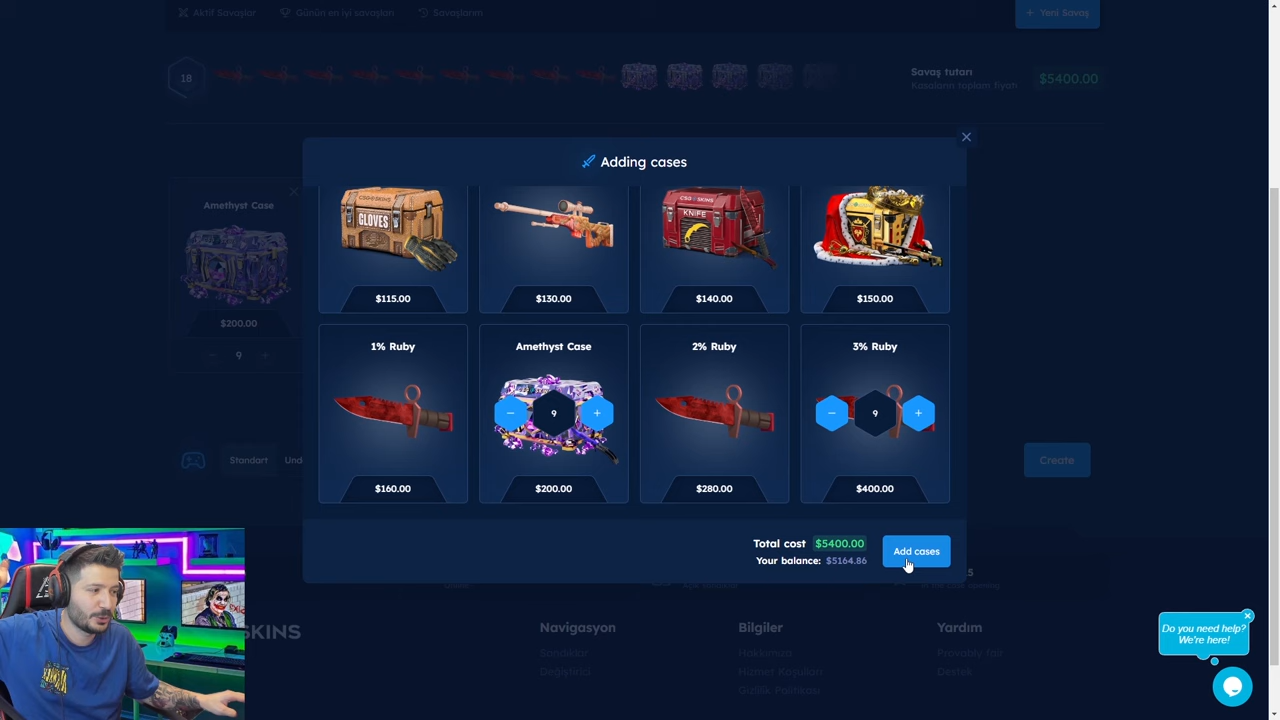 Aktif Savaşlar
Günün en iyi savaşları
Savaşlarım
+ Yeni Savaş
18
Savaş tutarı
Kasaların toplam fiyatı
$5400.00
Adding cases
Amethyst Case
$200.00
− 9 +
GLOVES
KNIFE
$115.00
$130.00
$140.00
$150.00
1% Ruby
Amethyst Case
2% Ruby
3% Ruby
− 9 +
− 9 +
$160.00
$200.00
$280.00
$400.00
Standart
Create
Total cost $5400.00
Your balance: $5164.86
Add cases
SKINS
Navigasyon
Bilgiler
Yardım
Sandıklar
Hakkımızda
Provably fair
Değiştirici
Hizmet Koşulları
Destek
Gizlilik Politikası
Do you need help?
We're here!